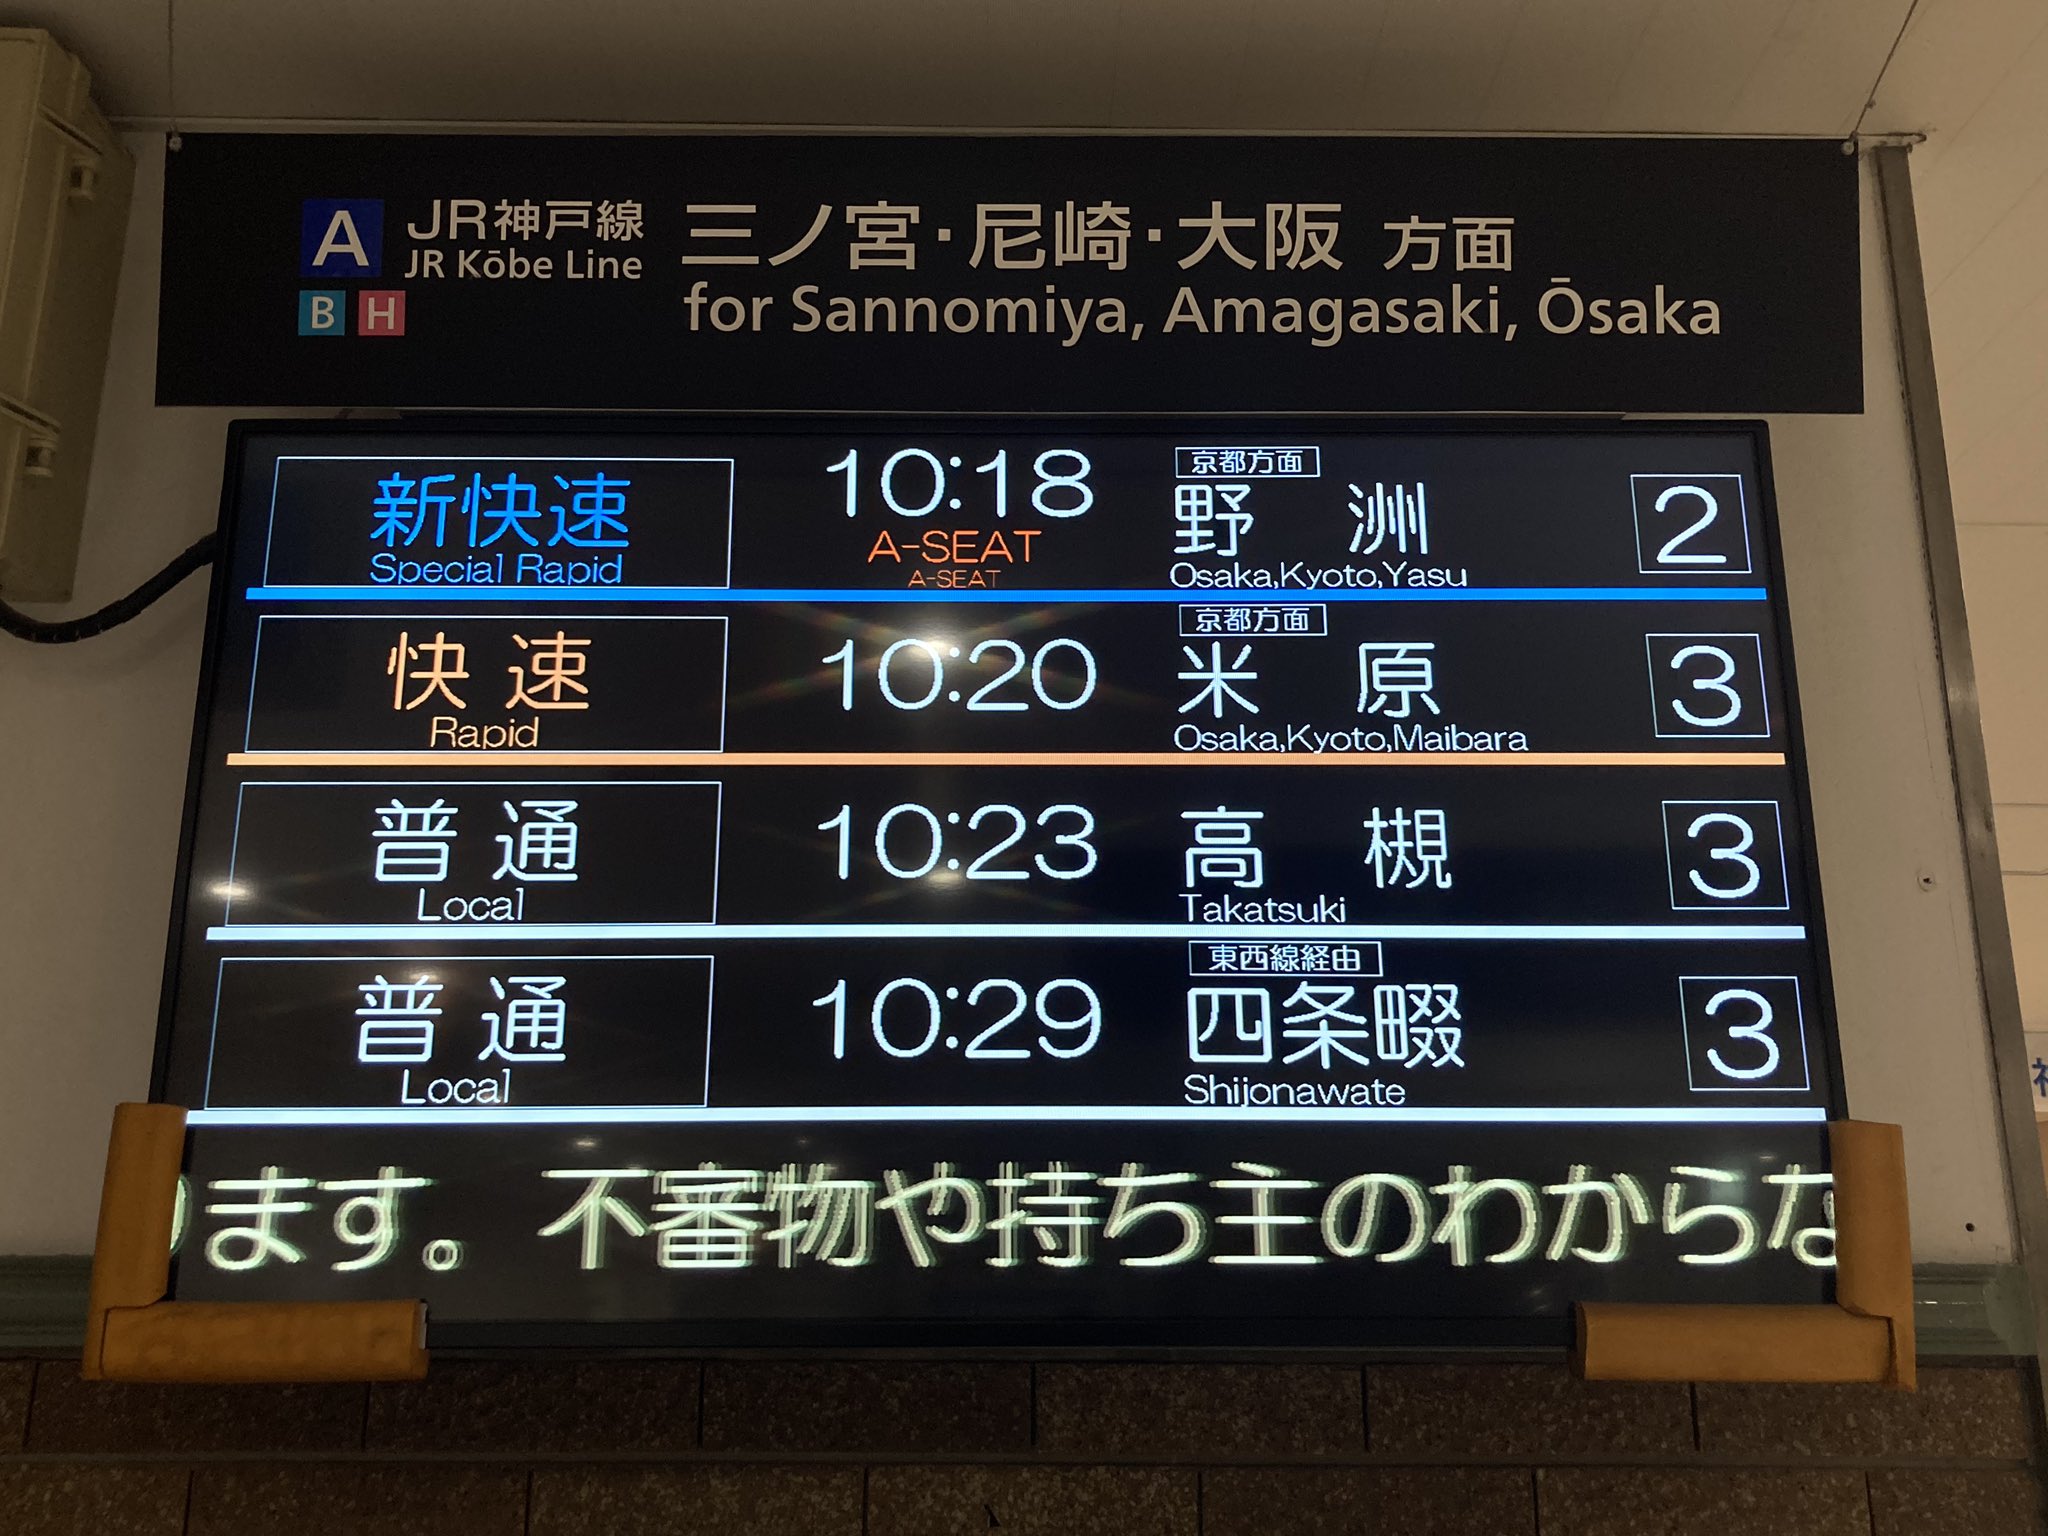 A JR神戸線 三ノ宮・尼崎・大阪 方面
JR Kōbe Line
B H for Sannomiya, Amagasaki, Ōsaka
新快速 10:18 京都方面 野洲 2
Special Rapid A-SEAT A-SEAT Osaka,Kyoto,Yasu
快速 10:20 京都方面 米原 3
Rapid Osaka,Kyoto,Maibara
普通 10:23 高槻 3
Local Takatsuki
普通 10:29 東西線経由 四条畷 3
Local Shijonawate
ります。不審物や持ち主のわからな